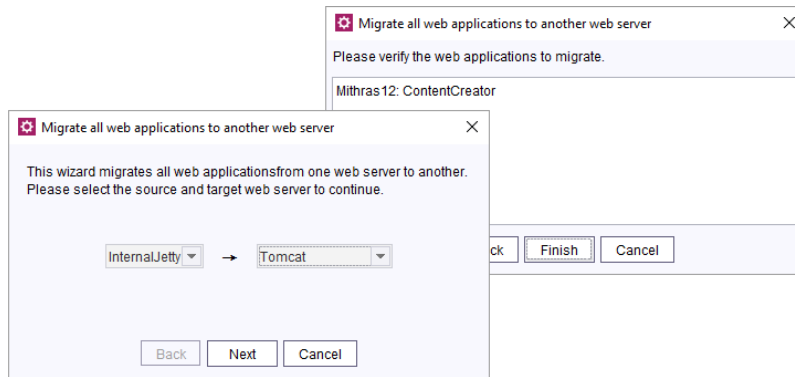 Migrate all web applications to another web server
Please verify the web applications to migrate.
Mithras12: ContentCreator
Finish
Cancel
Migrate all web applications to another web server
This wizard migrates all web applicationsfrom one web server to another.
Please select the source and target web server to continue.
InternalJetty → Tomcat
Back
Next
Cancel